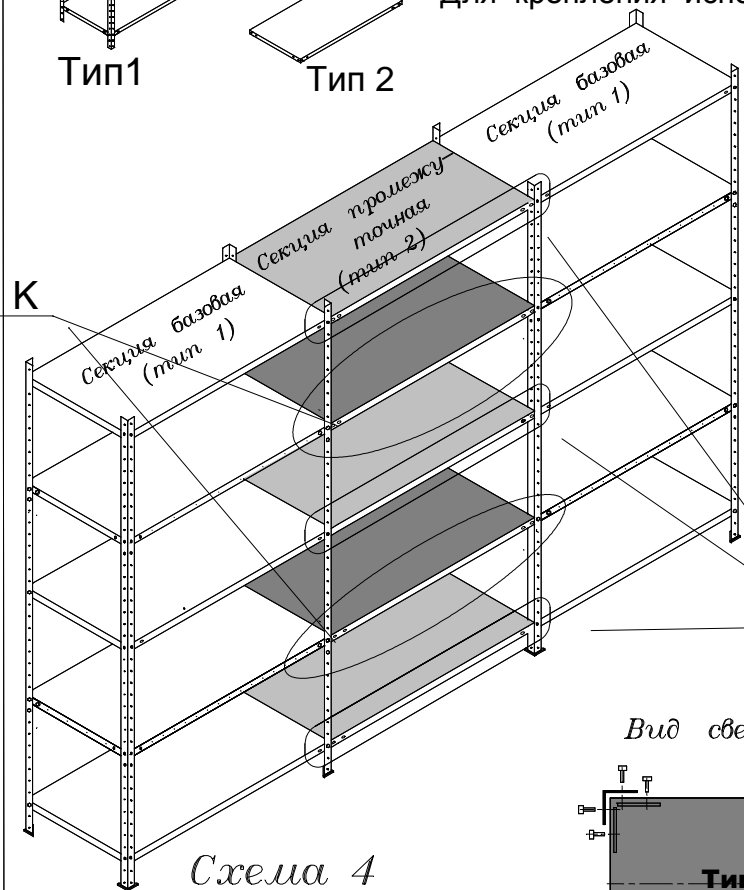 Для крепления испо
Тип1
Тип 2
Секция базовая
(тип 1)
Секция промежу
точная
(тип 2)
К
Секция базовая
(тип 1)
Вид све
Схема 4
Тип